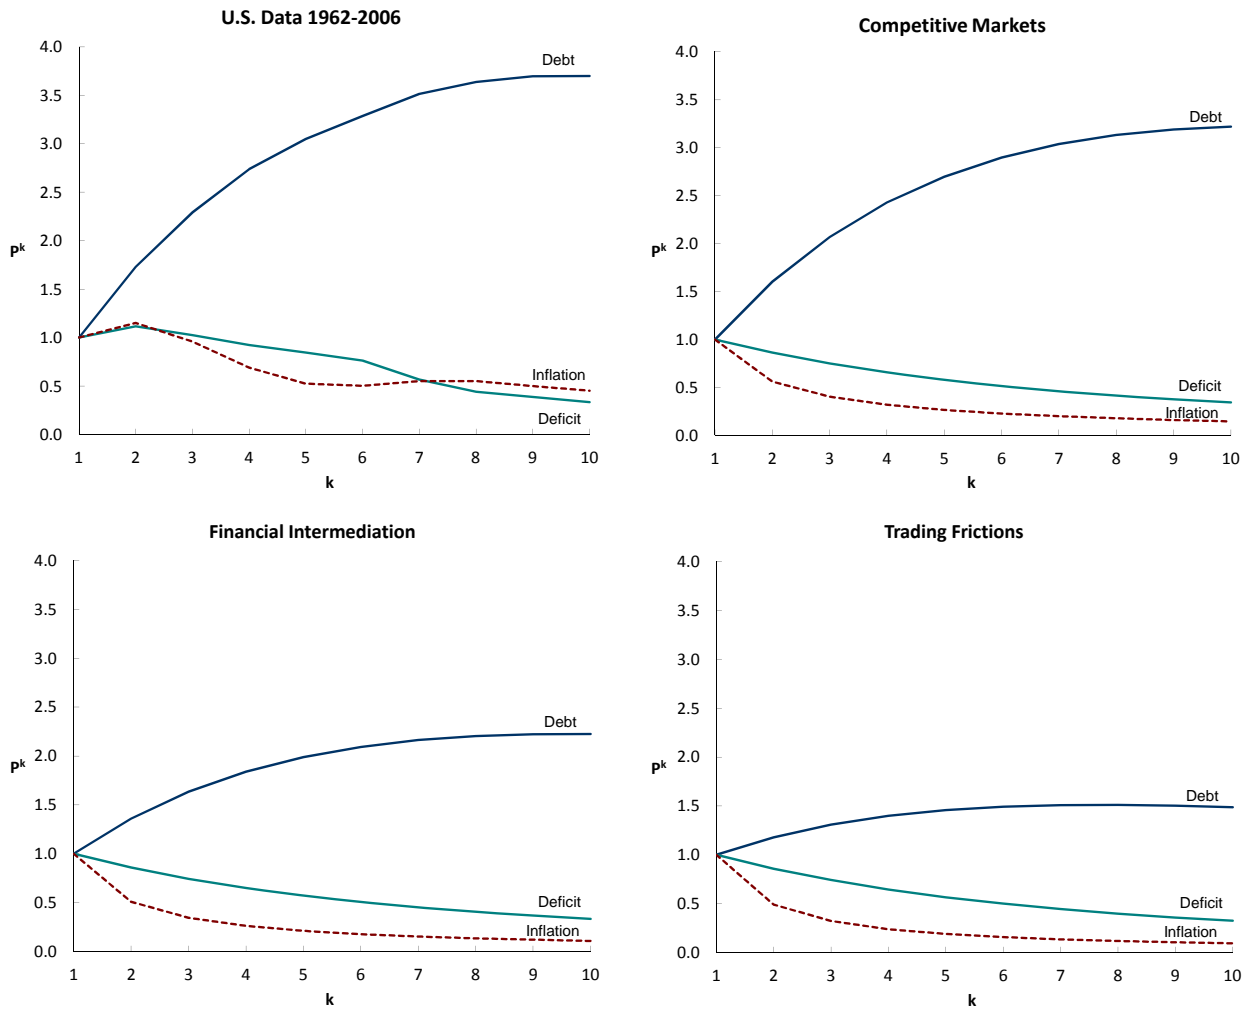 U.S. Data 1962-2006
4.0
3.5
3.0
2.5
2.0
1.5
1.0
0.5
0.0
P^k
Debt
Inflation
Deficit
1 2 3 4 5 6 7 8 9 10
k
Competitive Markets
4.0
3.5
3.0
2.5
2.0
1.5
1.0
0.5
0.0
P^k
Debt
Deficit
Inflation
1 2 3 4 5 6 7 8 9 10
k
Financial Intermediation
4.0
3.5
3.0
2.5
2.0
1.5
1.0
0.5
0.0
P^k
Debt
Deficit
Inflation
1 2 3 4 5 6 7 8 9 10
k
Trading Frictions
4.0
3.5
3.0
2.5
2.0
1.5
1.0
0.5
0.0
P^k
Debt
Deficit
Inflation
1 2 3 4 5 6 7 8 9 10
k